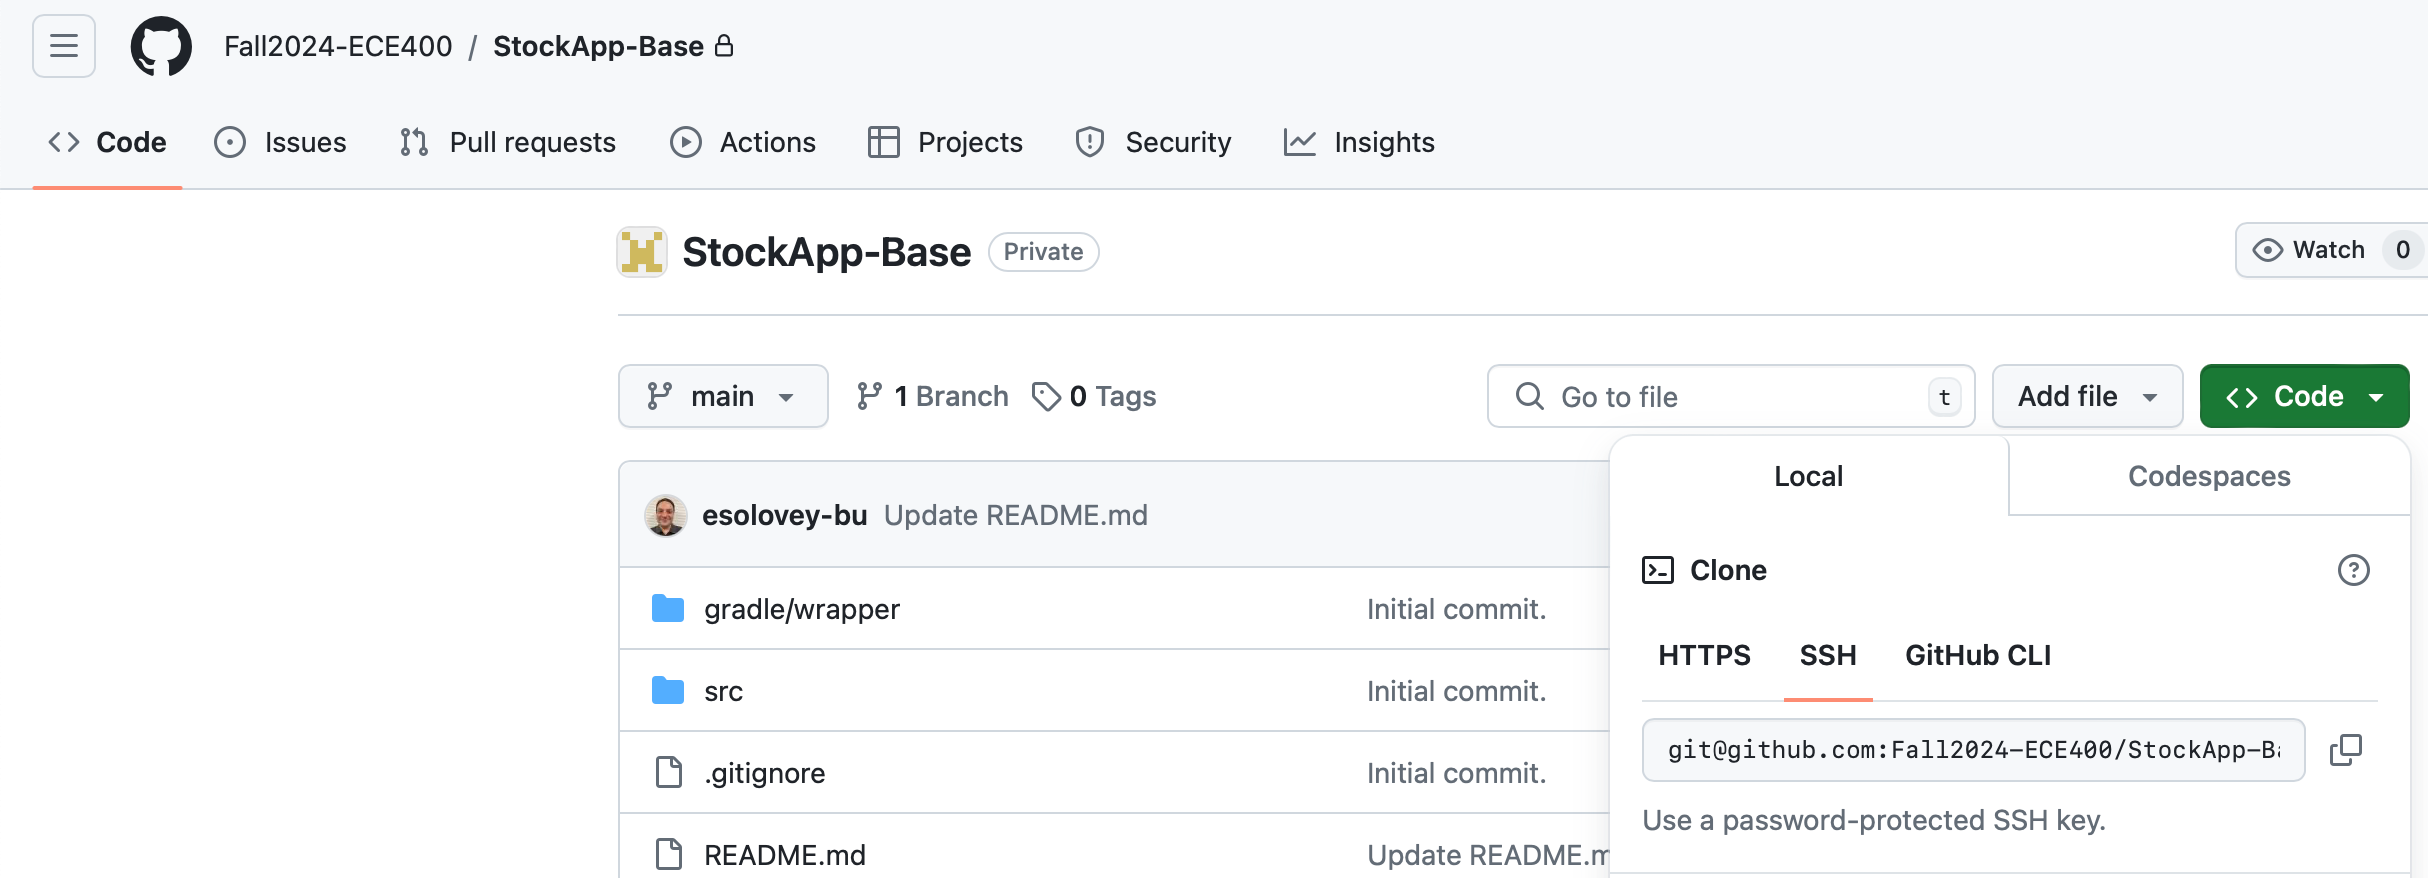 Fall2024-ECE400 / StockApp-Base
Code Issues Pull requests Actions Projects Security Insights
StockApp-Base Private
Watch 0
main 1 Branch 0 Tags
Go to file t
Add file
Code
Local Codespaces
esolovey-bu Update README.md
Clone
gradle/wrapper Initial commit.
HTTPS SSH GitHub CLI
src Initial commit.
git@github.com:Fall2024-ECE400/StockApp-Ba
.gitignore Initial commit.
Use a password-protected SSH key.
README.md Update README.m